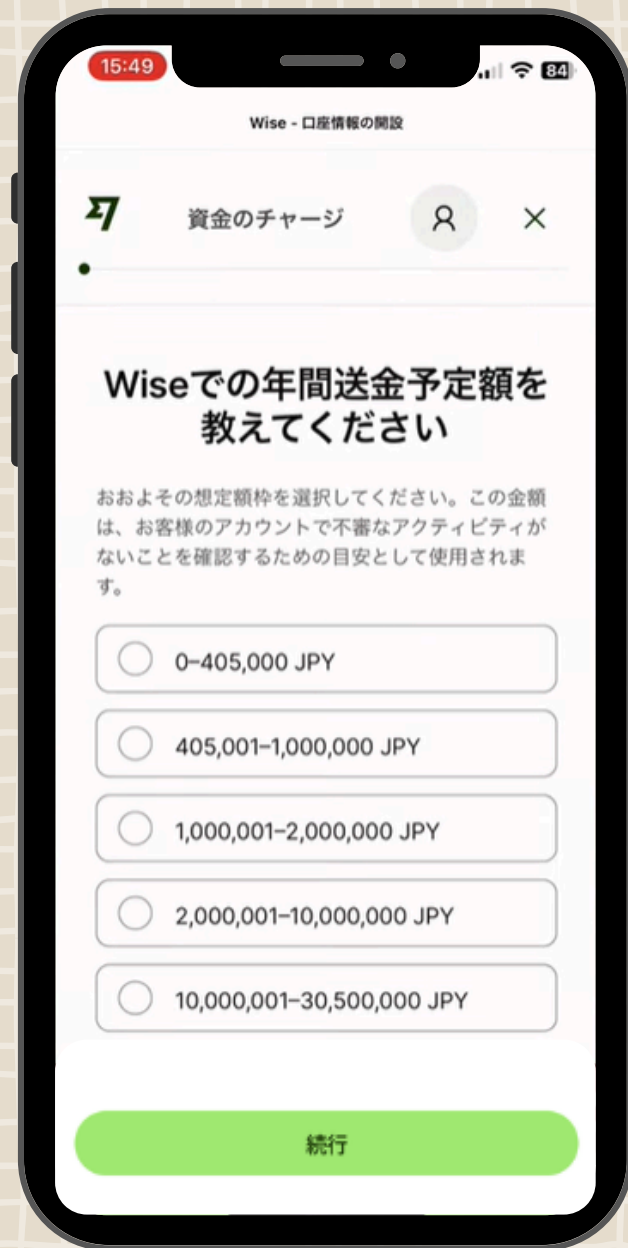 15:49
84
Wise - 口座情報の開設
資金のチャージ
Wiseでの年間送金予定額を
教えてください
おおよその想定額枠を選択してください。この金額
は、お客様のアカウントで不審なアクティビティが
ないことを確認するための目安として使用されま
す。
0–405,000 JPY
405,001–1,000,000 JPY
1,000,001–2,000,000 JPY
2,000,001–10,000,000 JPY
10,000,001–30,500,000 JPY
続行